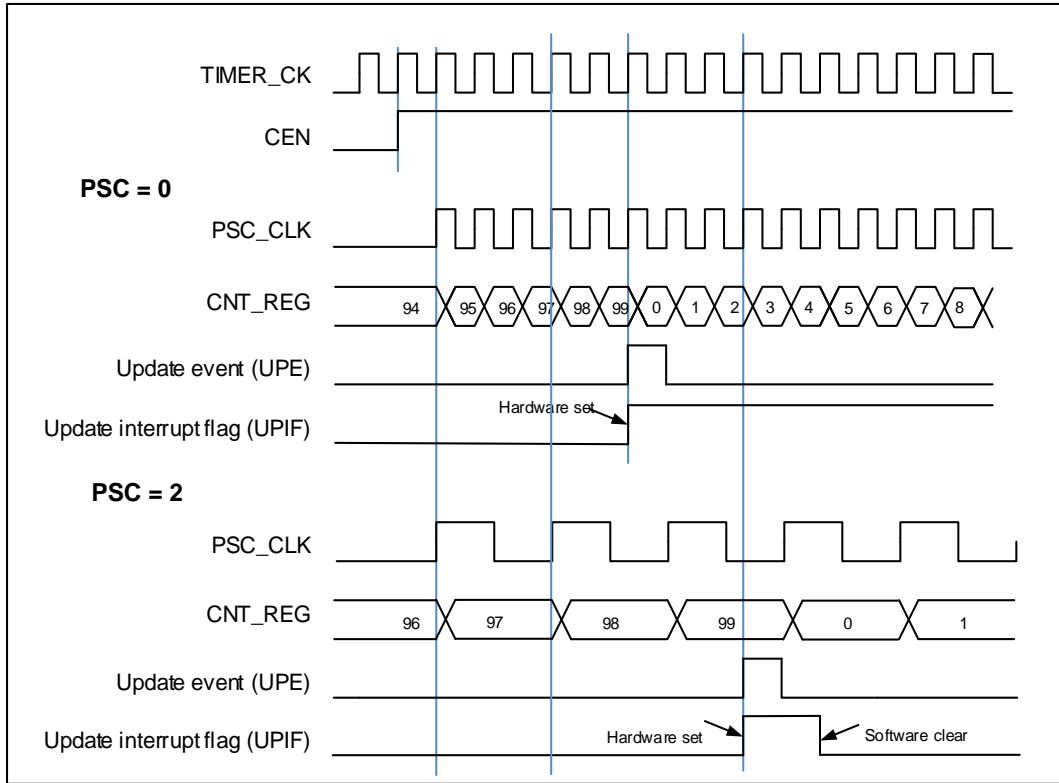 TIMER_CK
CEN
PSC = 0
PSC_CLK
CNT_REG 94 95 96 97 98 99 0 1 2 3 4 5 6 7 8
Update event (UPE)
Hardware set
Update interrupt flag (UPIF)
PSC = 2
PSC_CLK
CNT_REG 96 97 98 99 0 1
Update event (UPE)
Update interrupt flag (UPIF) Hardware set Software clear